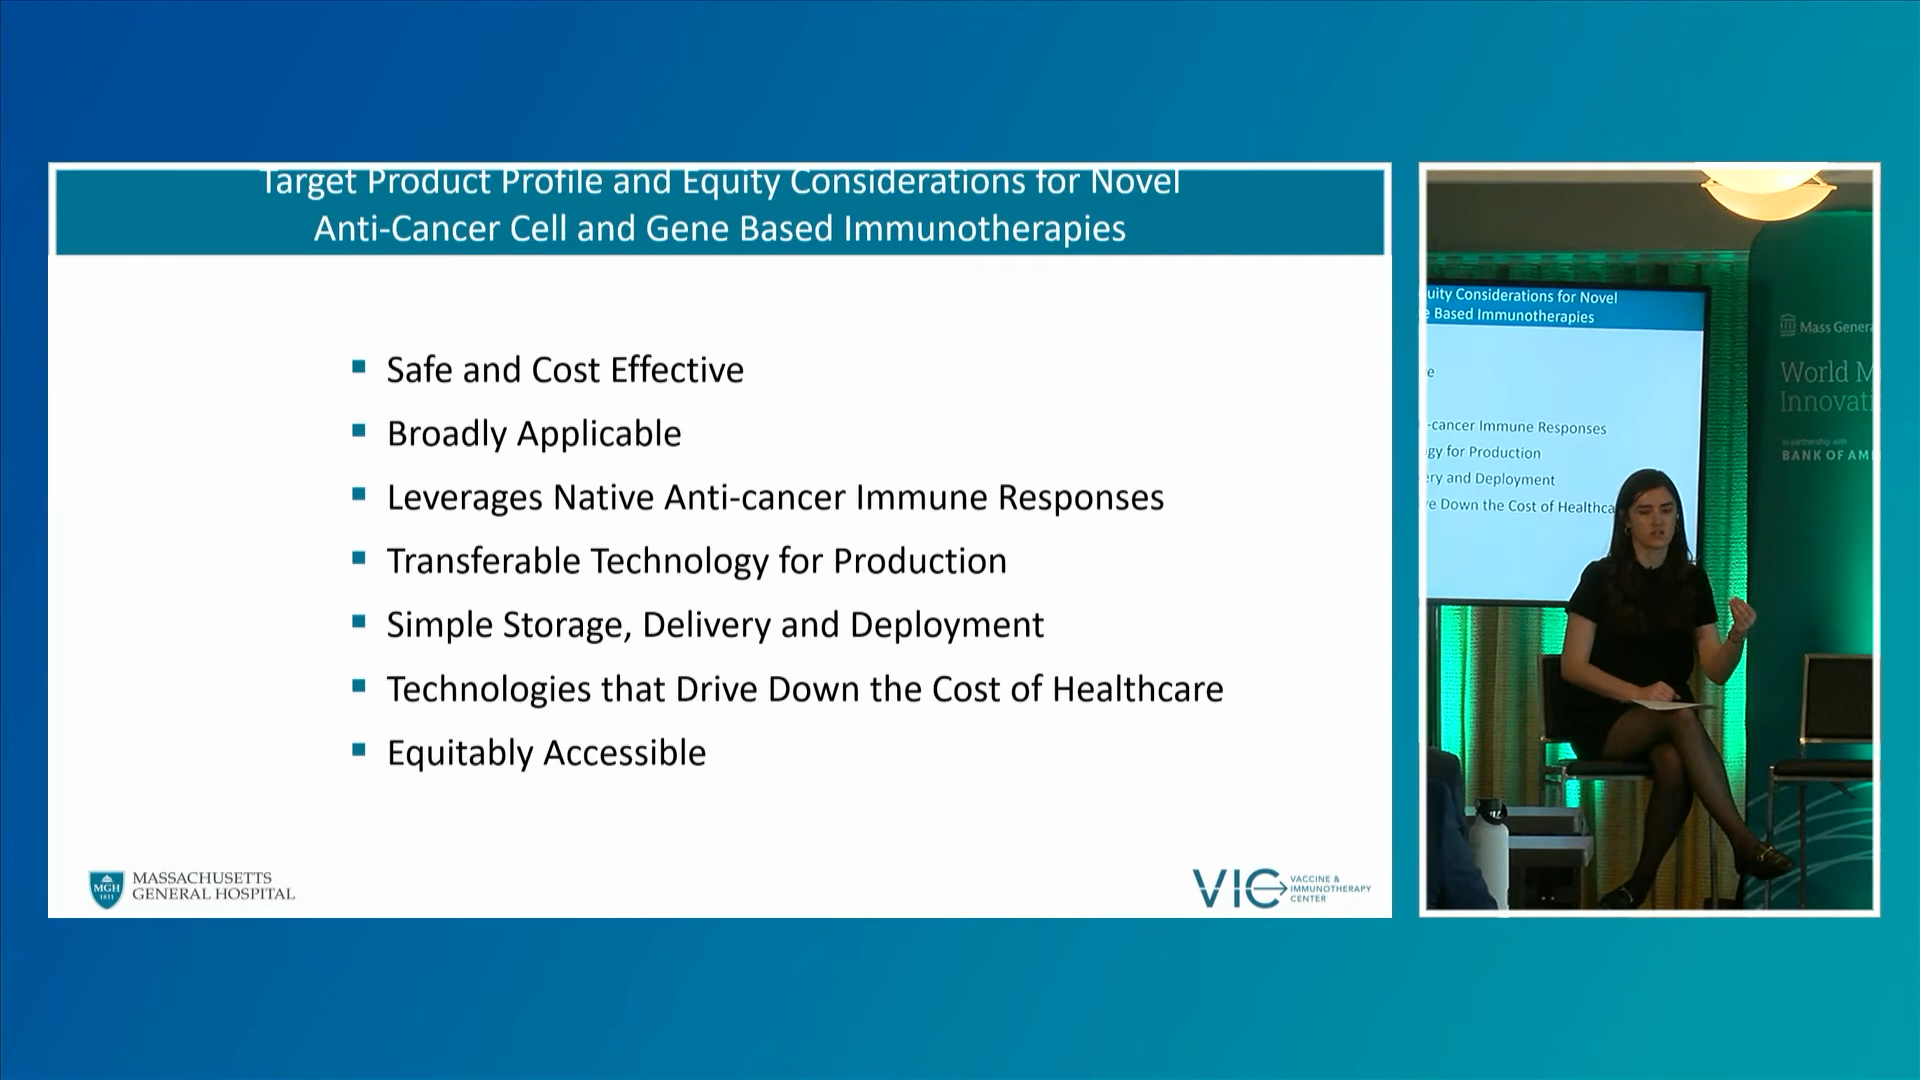 Target Product Profile and Equity Considerations for Novel
Anti-Cancer Cell and Gene Based Immunotherapies
Safe and Cost Effective
Broadly Applicable
Leverages Native Anti-cancer Immune Responses
Transferable Technology for Production
Simple Storage, Delivery and Deployment
Technologies that Drive Down the Cost of Healthcare
Equitably Accessible
MGH
1811
MASSACHUSETTS
GENERAL HOSPITAL
VIC
VACCINE &
IMMUNOTHERAPY
CENTER
uity Considerations for Novel
e Based Immunotherapies
e
-cancer Immune Responses
gy for Production
ery and Deployment
e Down the Cost of Healthca
Mass Gener
World M
Innovati
in partnership with
BANK OF AM